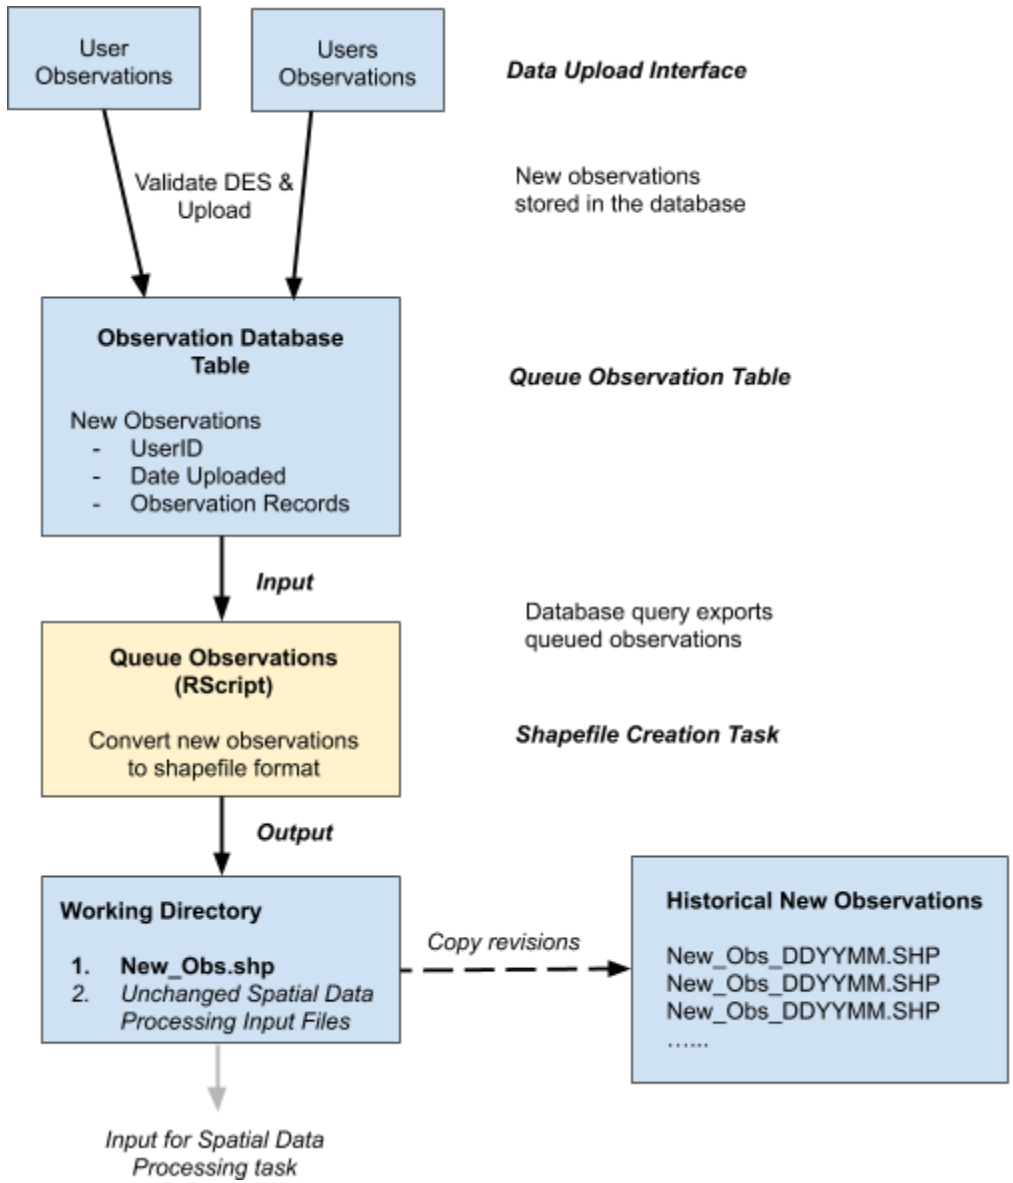 User
Observations
Users
Observations
Data Upload Interface
Validate DES &
Upload
New observations
stored in the database
Observation Database
Table
New Observations
- UserID
- Date Uploaded
- Observation Records
Queue Observation Table
Input
Database query exports
queued observations
Queue Observations
(RScript)
Convert new observations
to shapefile format
Shapefile Creation Task
Output
Working Directory
1. New_Obs.shp
2. Unchanged Spatial Data
Processing Input Files
Copy revisions
Historical New Observations
New_Obs_DDYYMM.SHP
New_Obs_DDYYMM.SHP
New_Obs_DDYYMM.SHP
…...
Input for Spatial Data
Processing task